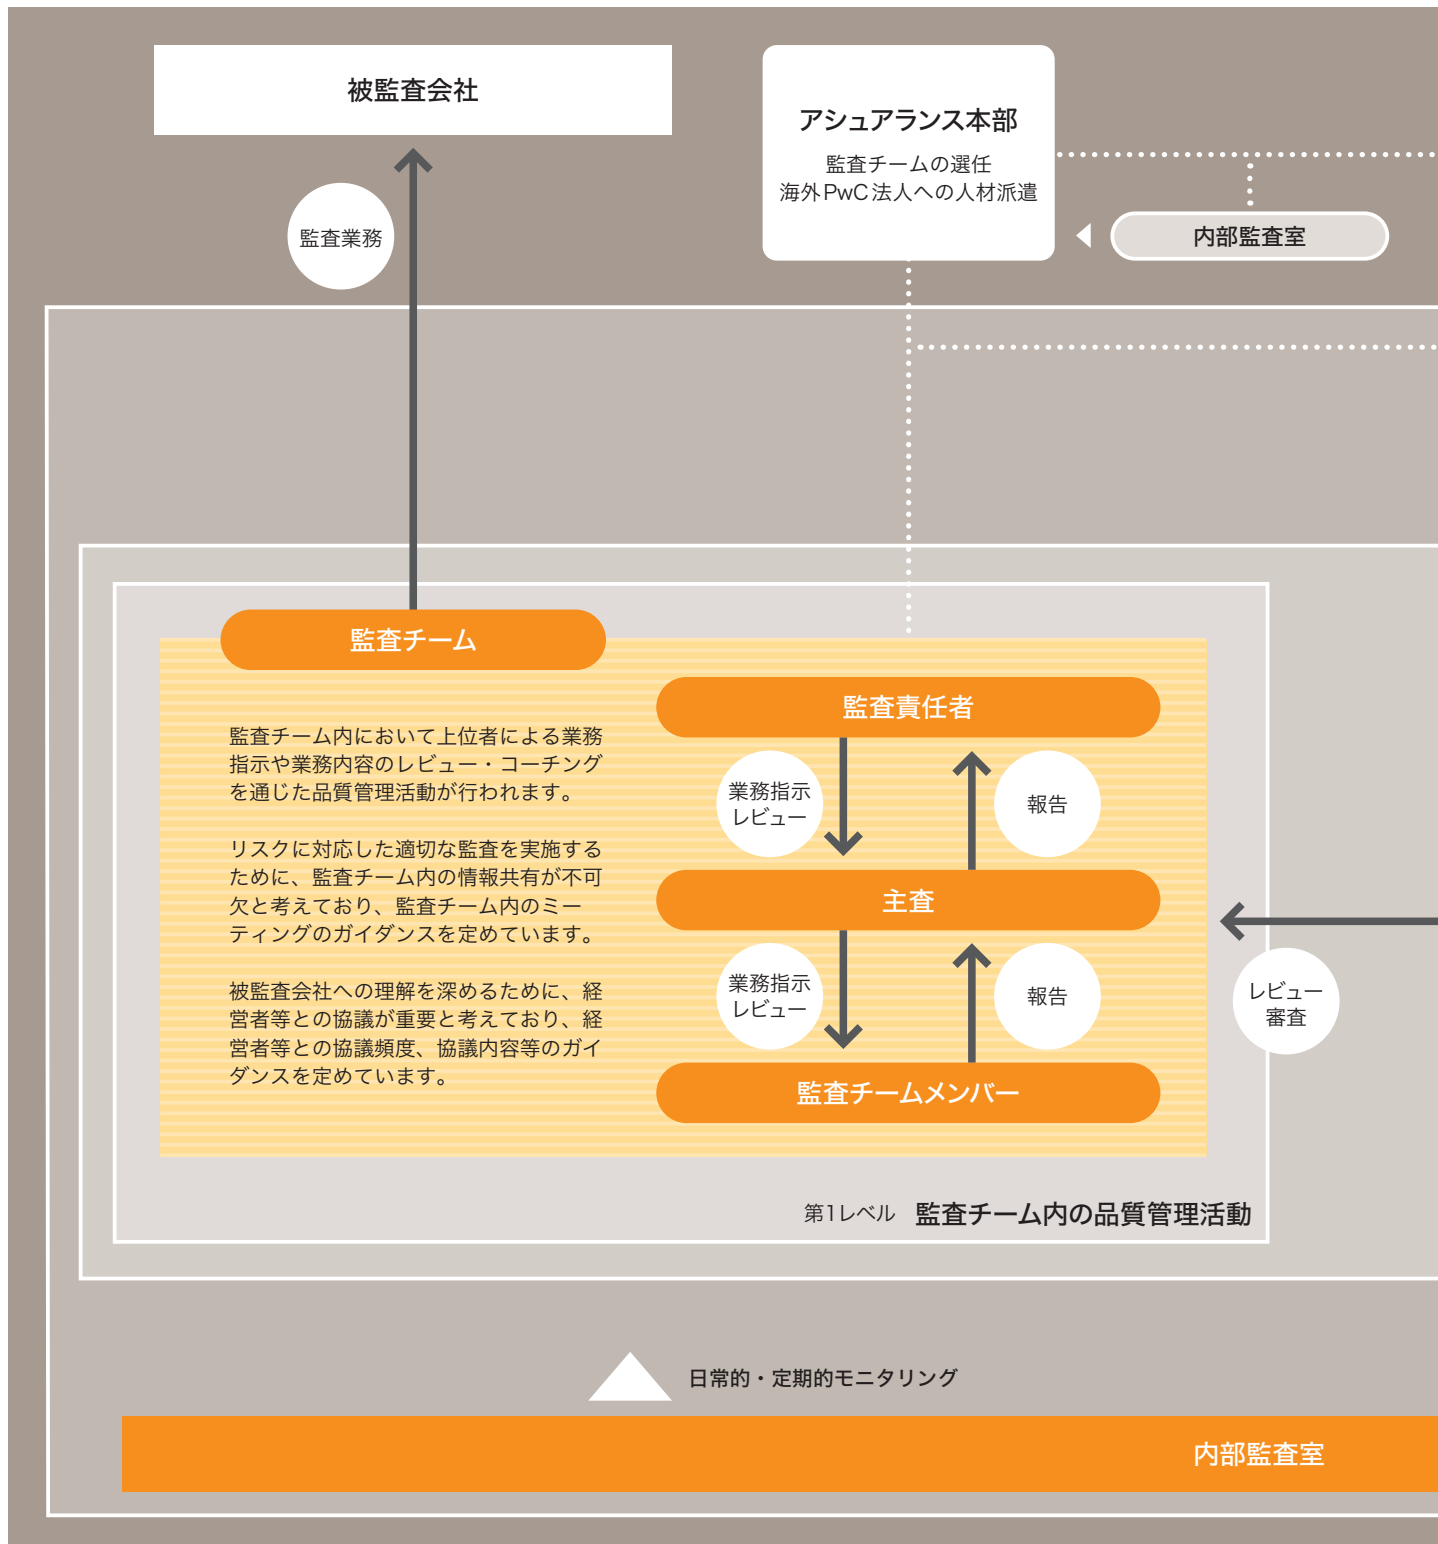 被監査会社
アシュアランス本部
監査チームの選任
海外PwC法人への人材派遣
監査業務
内部監査室
監査チーム
監査チーム内において上位者による業務
指示や業務内容のレビュー・コーチング
を通じた品質管理活動が行われます。
リスクに対応した適切な監査を実施する
ために、監査チーム内の情報共有が不可
欠と考えており、監査チーム内のミー
ティングのガイダンスを定めています。
被監査会社への理解を深めるために、経
営者等との協議が重要と考えており、経
営者等との協議頻度、協議内容等のガイ
ダンスを定めています。
監査責任者
業務指示
レビュー
報告
主査
業務指示
レビュー
報告
監査チームメンバー
レビュー
審査
第1レベル 監査チーム内の品質管理活動
日常的・定期的モニタリング
内部監査室